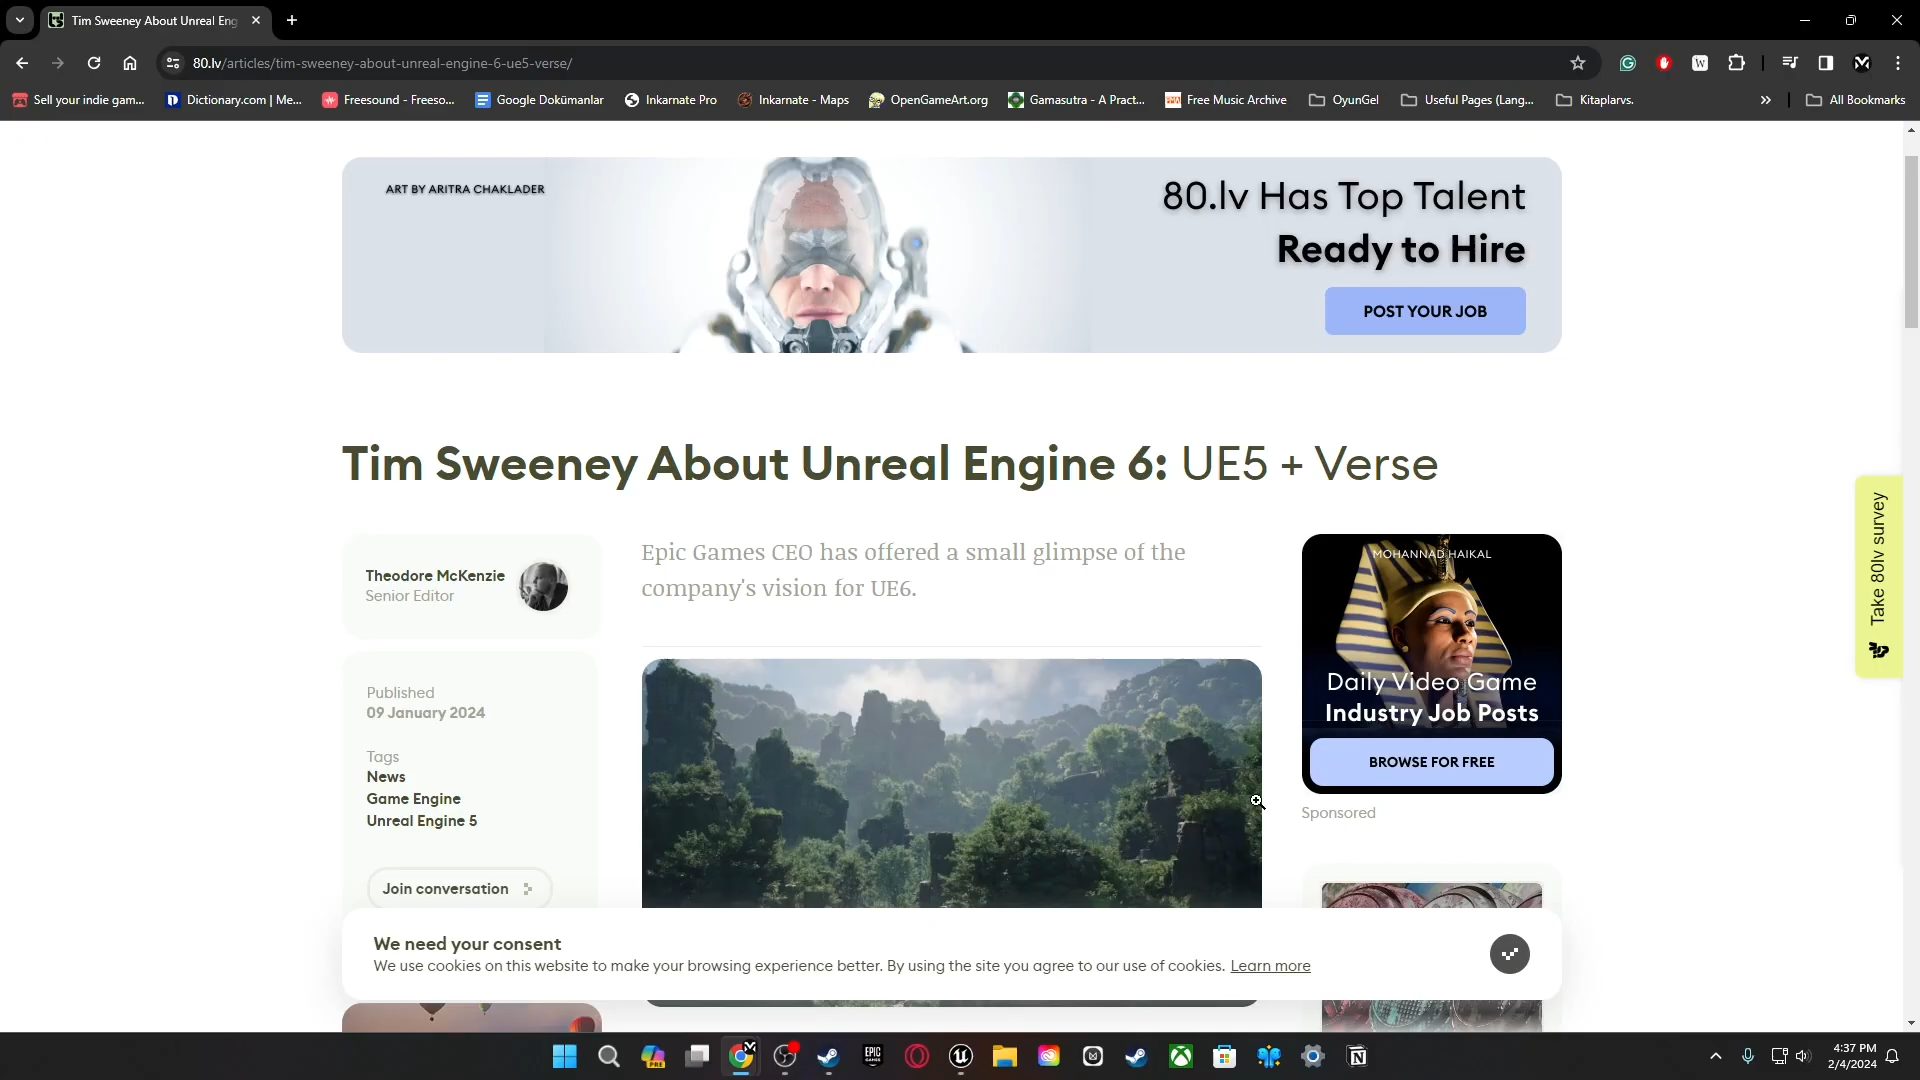 Tim Sweeney About Unreal Eng
80.lv/articles/tim-sweeney-about-unreal-engine-6-ue5-verse/
Sell your indie gam...
Dictionary.com | Me...
Freesound - Freeso...
Google Dokümanlar
Inkarnate Pro
Inkarnate - Maps
OpenGameArt.org
Gamasutra - A Pract...
Free Music Archive
OyunGel
Useful Pages (Lang...
Kitaplarvs.
All Bookmarks
ART BY ARITRA CHAKLADER
80.lv Has Top Talent
Ready to Hire
POST YOUR JOB
Tim Sweeney About Unreal Engine 6: UE5 + Verse
Theodore McKenzie
Senior Editor
Published
09 January 2024
Tags
News
Game Engine
Unreal Engine 5
Join conversation
Epic Games CEO has offered a small glimpse of the
company's vision for UE6.
MOHANNAD HAIKAL
Daily Video Game
Industry Job Posts
BROWSE FOR FREE
Sponsored
Take 80lv survey
We need your consent
We use cookies on this website to make your browsing experience better. By using the site you agree to our use of cookies. Learn more
PRE
EPIC
GAMES
4:37 PM
2/4/2024